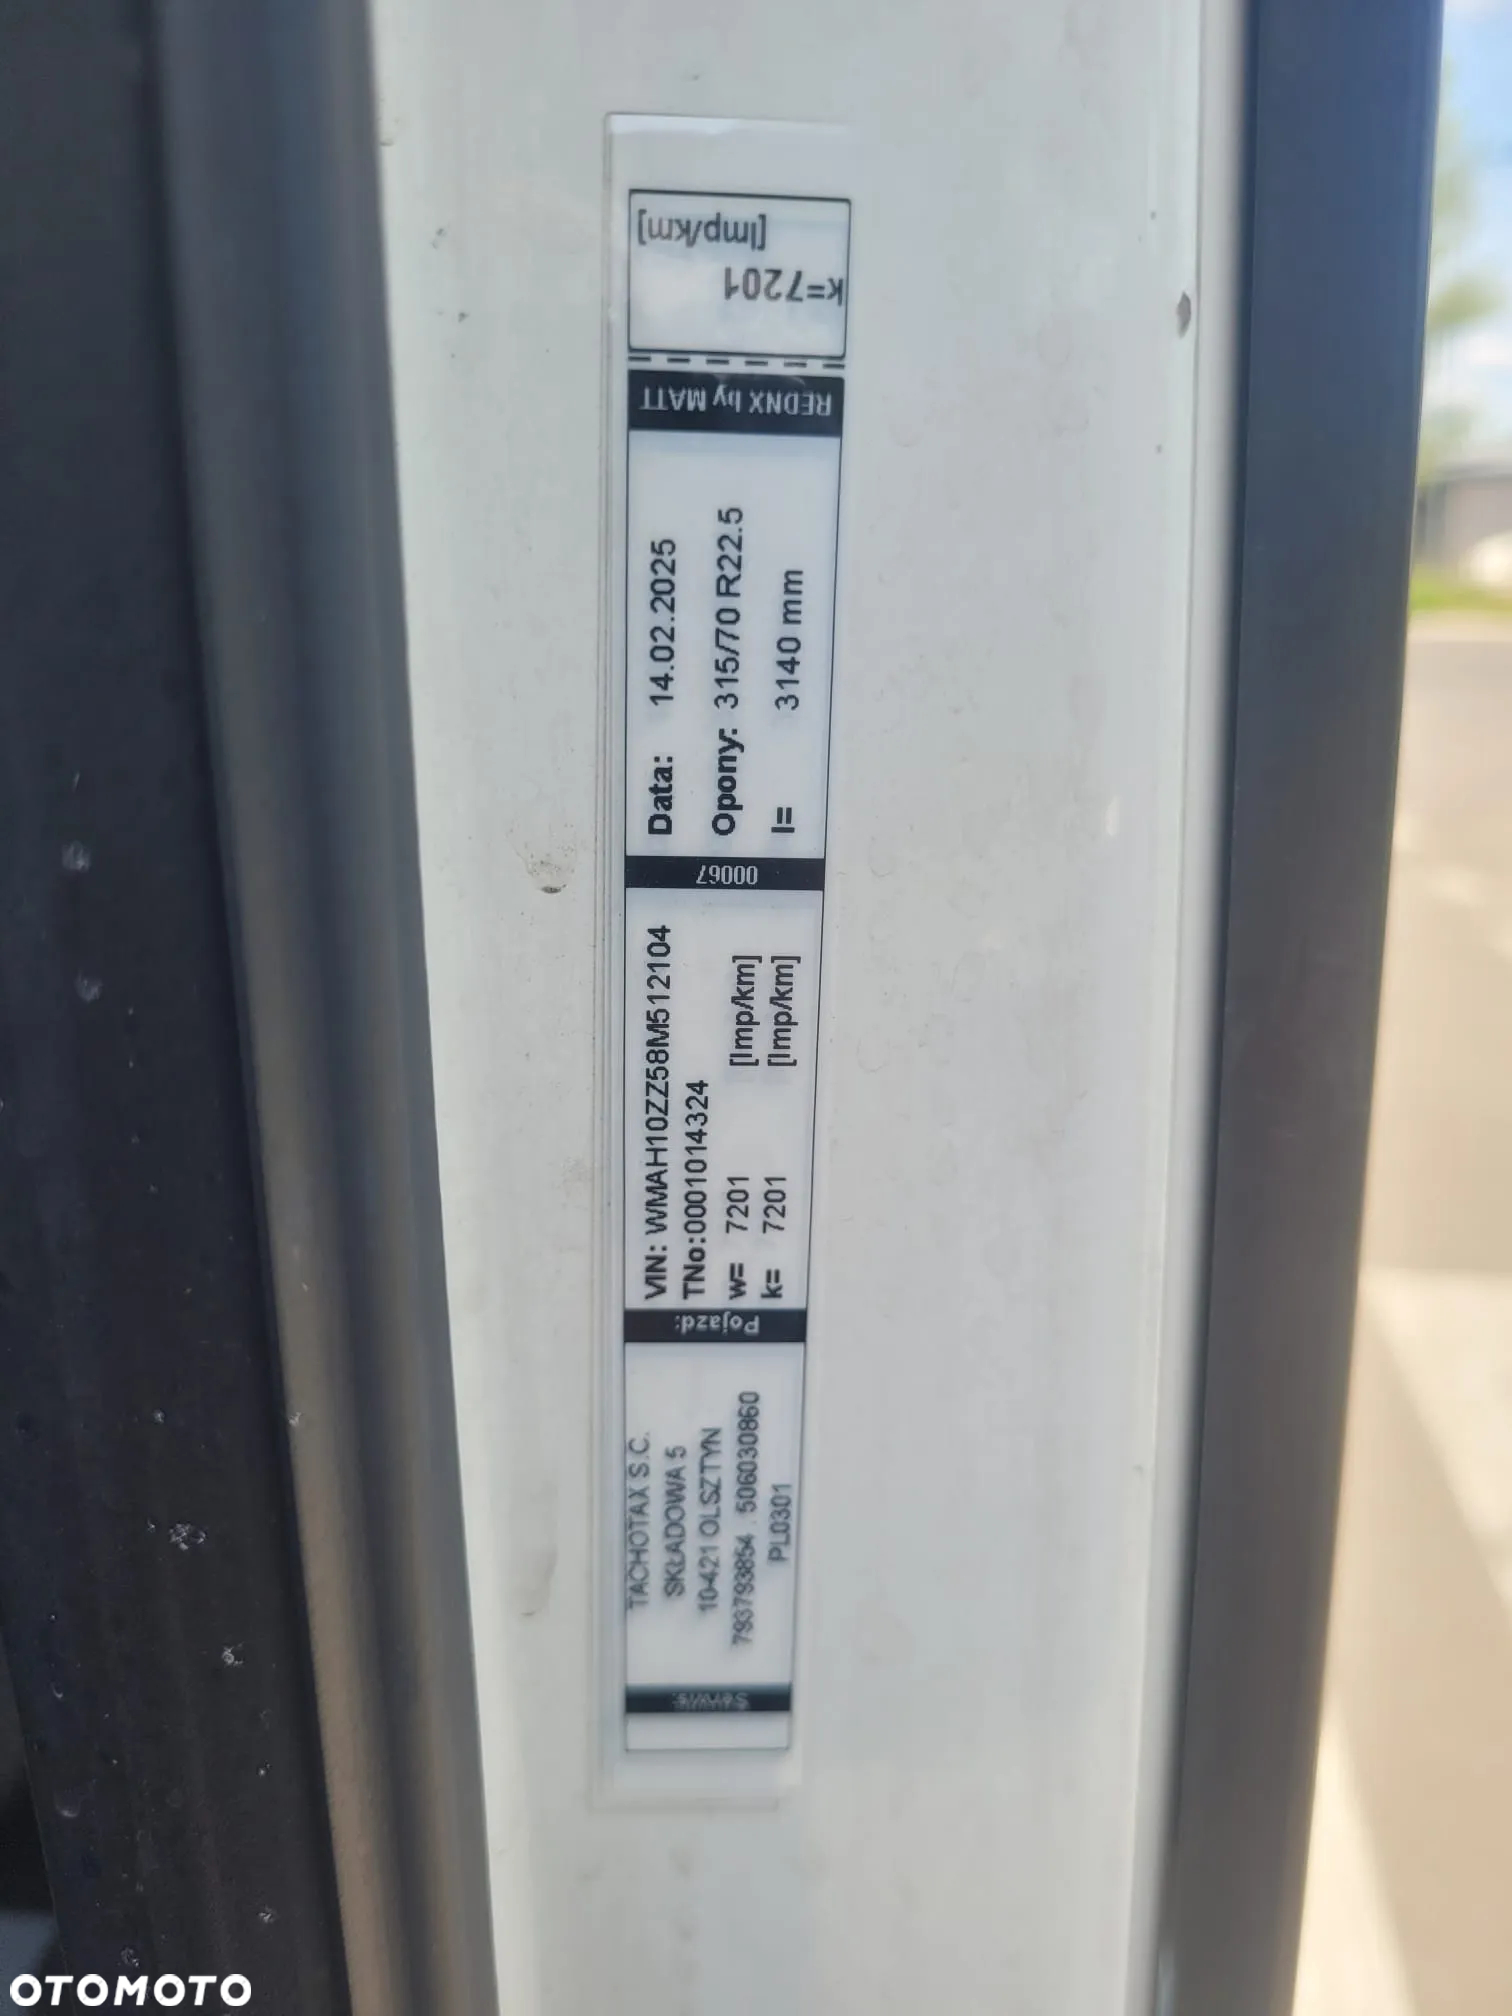 TACHOTAX S.C.
SKŁADOWA 5
10-421 OLSZTYN
793793854 506030860
PL0301
Serwis:
Pojazd:
VIN: WMAH10ZZ58M512104
TNo:0001014324
w= 7201 [Imp/km]
k= 7201 [Imp/km]
00067
Data: 14.02.2025
Opony: 315/70 R22.5
l= 3140 mm
REDNX by MATT
k=7201
[Imp/km]
OTOMOTO